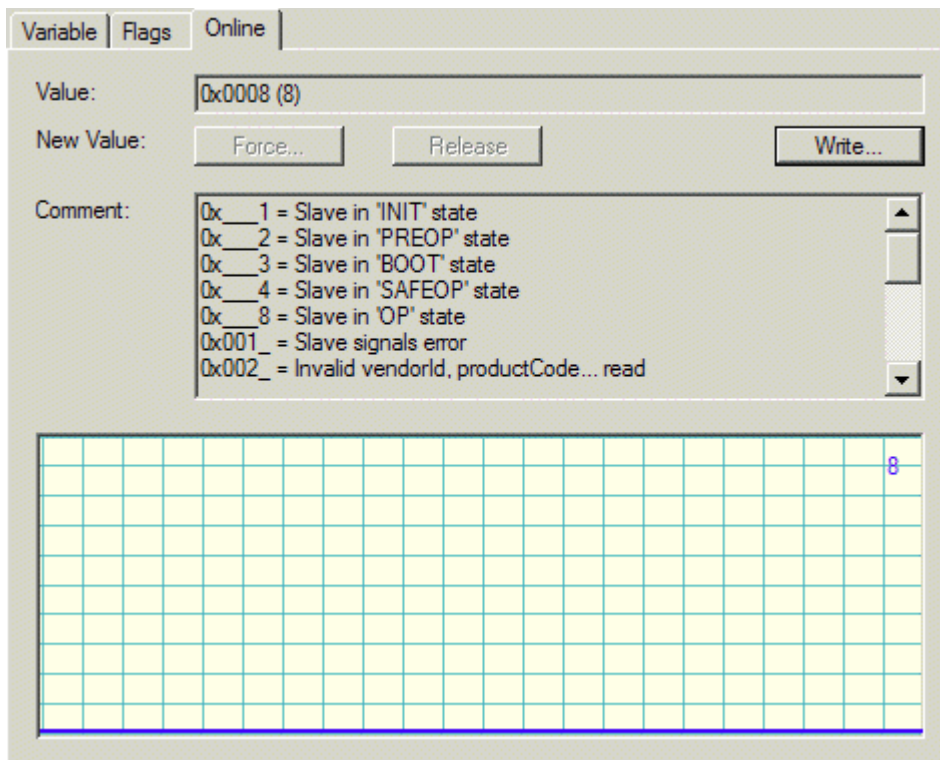 Variable Flags Online
Value: 0x0008 (8)
New Value: Force... Release Write...
Comment: 0x___1 = Slave in 'INIT' state
0x___2 = Slave in 'PREOP' state
0x___3 = Slave in 'BOOT' state
0x___4 = Slave in 'SAFEOP' state
0x___8 = Slave in 'OP' state
0x001_ = Slave signals error
0x002_ = Invalid vendorId, productCode... read
8